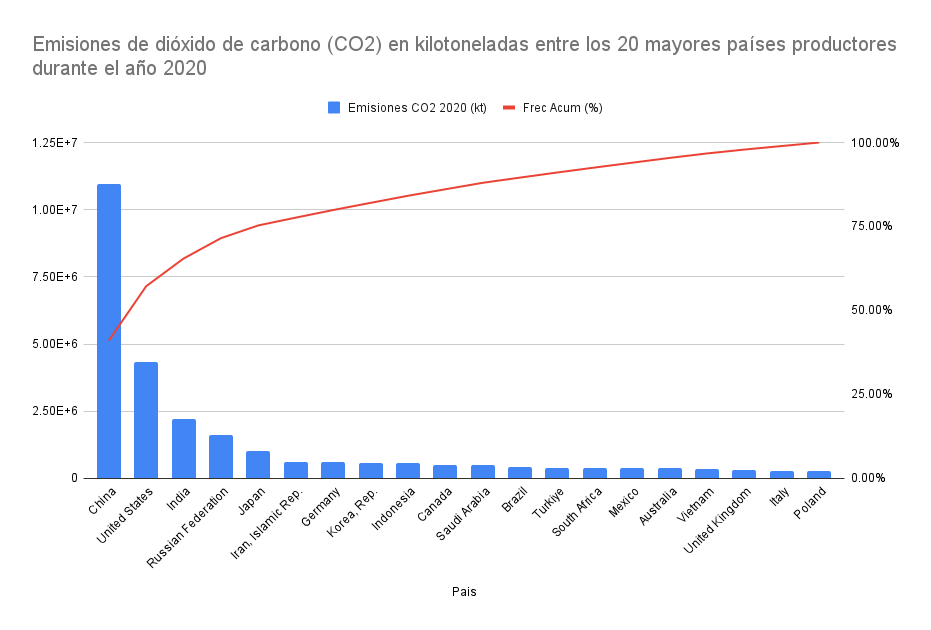 Emisiones de dióxido de carbono (CO2) en kilotoneladas entre los 20 mayores países productores
durante el año 2020
Emisiones CO2 2020 (kt)
Frec Acum (%)
1.25E+7
1.00E+7
7.50E+6
5.00E+6
2.50E+6
0
100.00%
75.00%
50.00%
25.00%
0.00%
China
United States
India
Russian Federation
Japan
Iran, Islamic Rep.
Germany
Korea, Rep.
Indonesia
Canada
Saudi Arabia
Brazil
Turkiye
South Africa
Mexico
Australia
Vietnam
United Kingdom
Italy
Poland
Pais